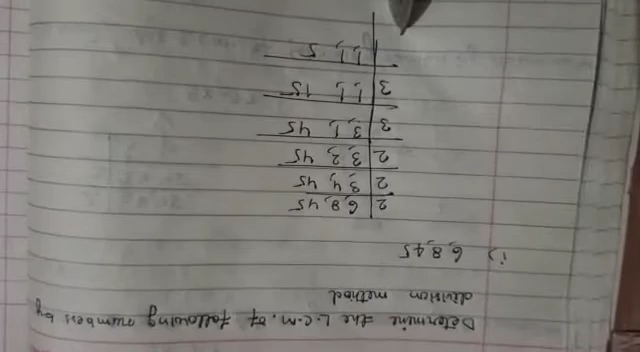 Determine the L.C.M. of following numbers by
division method
i) 6,8,45
2 | 6,8,45
2 | 3,4,45
2 | 3,2,45
3 | 3,1,45
3 | 1,1,15
1,1,5